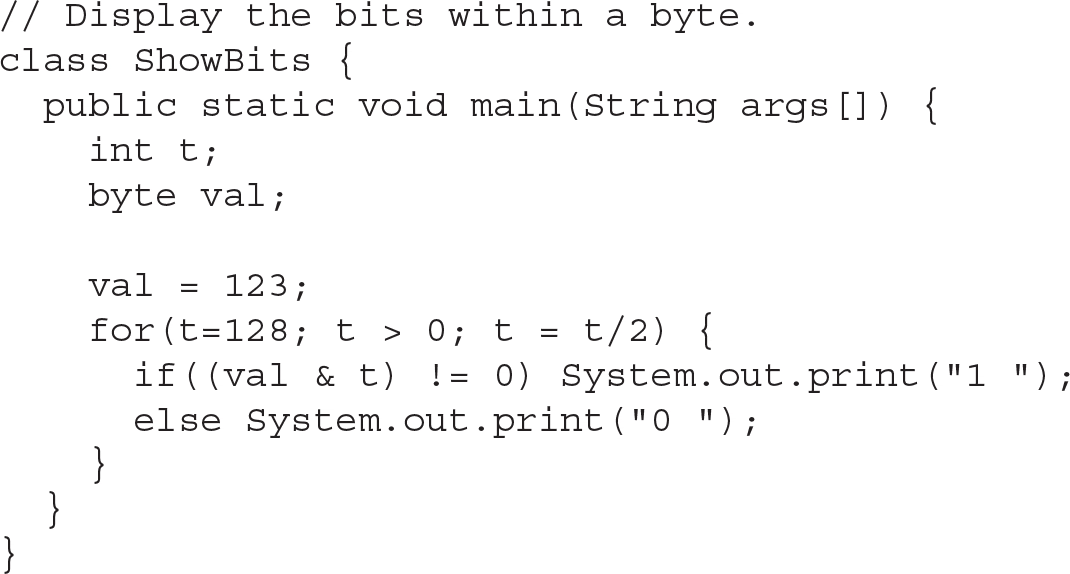 // Display the bits within a byte.
class ShowBits {
  public static void main(String args[]) {
    int t;
    byte val;

    val = 123;
    for(t=128; t > 0; t = t/2) {
      if((val & t) != 0) System.out.print("1 ");
      else System.out.print("0 ");
    }
  }
}